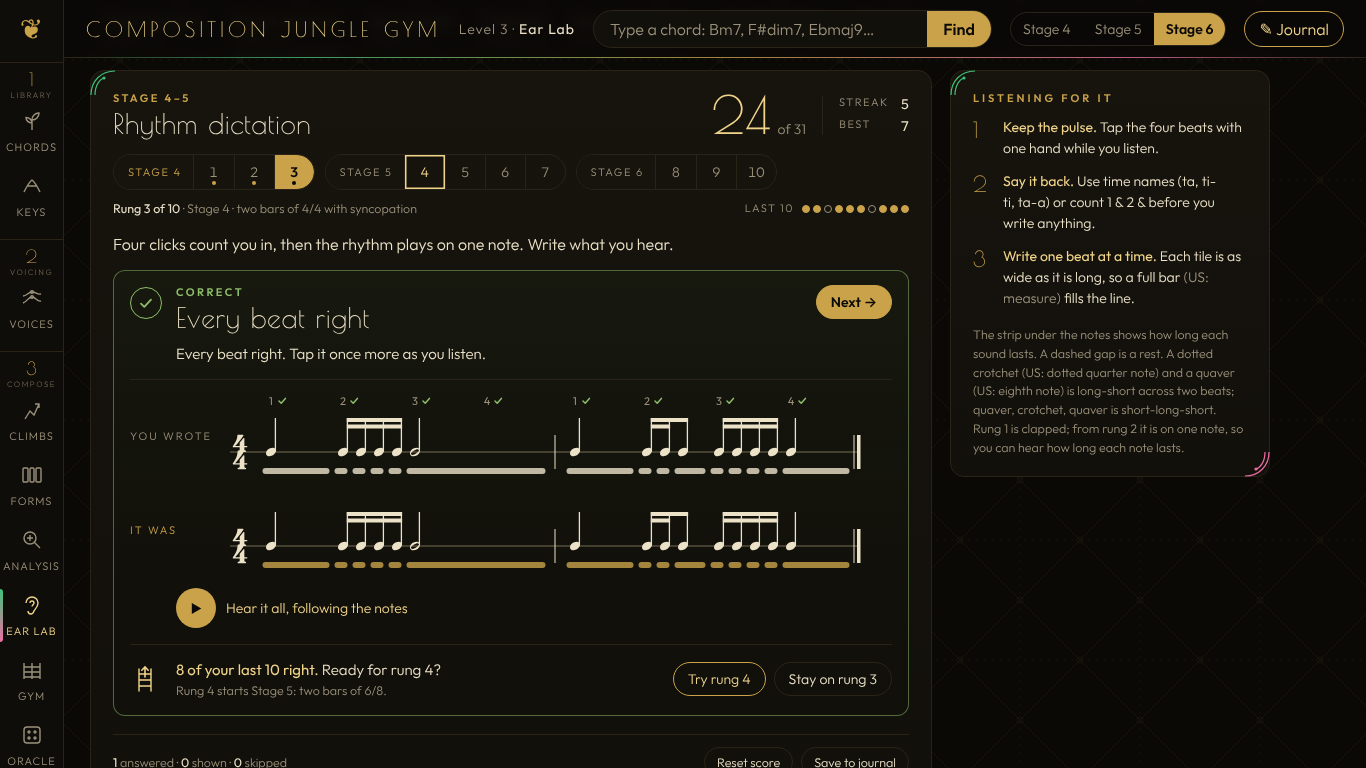 COMPOSITION JUNGLE GYM
Level 3 · Ear Lab
Type a chord: Bm7, F#dim7, Ebmaj9...
Find
Stage 4
Stage 5
Stage 6
✎ Journal
1
LIBRARY
CHORDS
KEYS
2
VOICING
VOICES
3
COMPOSE
CLIMBS
FORMS
ANALYSIS
EAR LAB
GYM
ORACLE
STAGE 4–5
Rhythm dictation
24 of 31
STREAK 5
BEST 7
STAGE 4 1 2 3
STAGE 5 4 5 6 7
STAGE 6 8 9 10
Rung 3 of 10 · Stage 4 · two bars of 4/4 with syncopation
LAST 10
Four clicks count you in, then the rhythm plays on one note. Write what you hear.
CORRECT
Every beat right
Next →
Every beat right. Tap it once more as you listen.
1 ✓ 2 ✓ 3 ✓ 4 ✓ 1 ✓ 2 ✓ 3 ✓ 4 ✓
YOU WROTE
4
4
IT WAS
4
4
Hear it all, following the notes
8 of your last 10 right. Ready for rung 4?
Rung 4 starts Stage 5: two bars of 6/8.
Try rung 4
Stay on rung 3
1 answered · 0 shown · 0 skipped
Reset score
Save to journal
LISTENING FOR IT
1
Keep the pulse. Tap the four beats with
one hand while you listen.
2
Say it back. Use time names (ta, ti-
ti, ta-a) or count 1 & 2 & before you
write anything.
3
Write one beat at a time. Each tile is as
wide as it is long, so a full bar (US:
measure) fills the line.
The strip under the notes shows how long each
sound lasts. A dashed gap is a rest. A dotted
crotchet (US: dotted quarter note) and a quaver
(US: eighth note) is long-short across two beats;
quaver, crotchet, quaver is short-long-short.
Rung 1 is clapped; from rung 2 it is on one note, so
you can hear how long each note lasts.